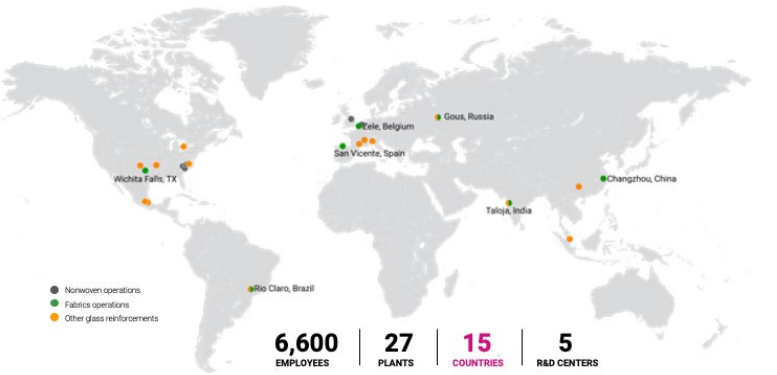 Gous, Russia
Zele, Belgium
San Vicente, Spain
Wichita Falls, TX
Changzhou, China
Taloja, India
Rio Claro, Brazil
Nonwoven operations
Fabrics operations
Other glass reinforcements
6,600 27 15 5
EMPLOYEES PLANTS COUNTRIES R&D CENTERS